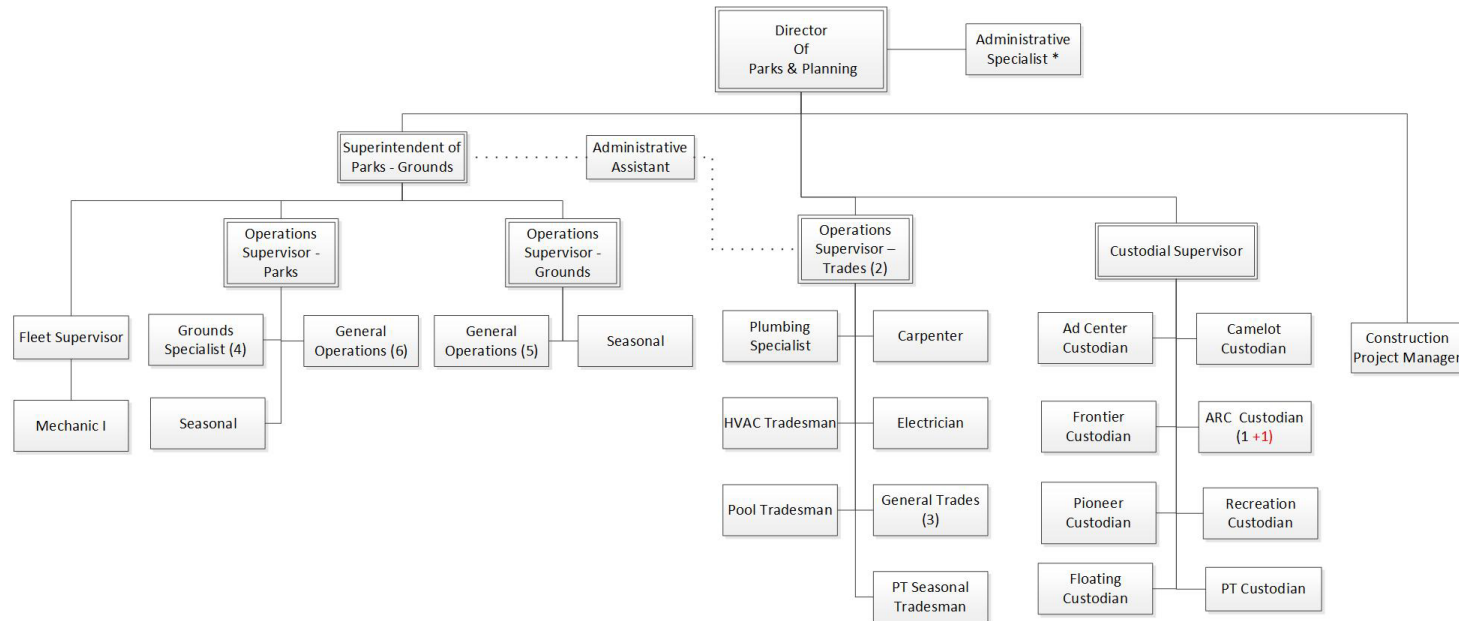 Director
Of
Parks & Planning
Administrative
Specialist *
Superintendent of
Parks - Grounds
Administrative
Assistant
Operations
Supervisor -
Parks
Operations
Supervisor -
Grounds
Operations
Supervisor –
Trades (2)
Custodial Supervisor
Fleet Supervisor
Grounds
Specialist (4)
General
Operations (6)
General
Operations (5)
Seasonal
Plumbing
Specialist
Carpenter
Ad Center
Custodian
Camelot
Custodian
Construction
Project Manager
Mechanic I
Seasonal
HVAC Tradesman
Electrician
Frontier
Custodian
ARC Custodian
(1 +1)
Pool Tradesman
General Trades
(3)
Pioneer
Custodian
Recreation
Custodian
PT Seasonal
Tradesman
Floating
Custodian
PT Custodian